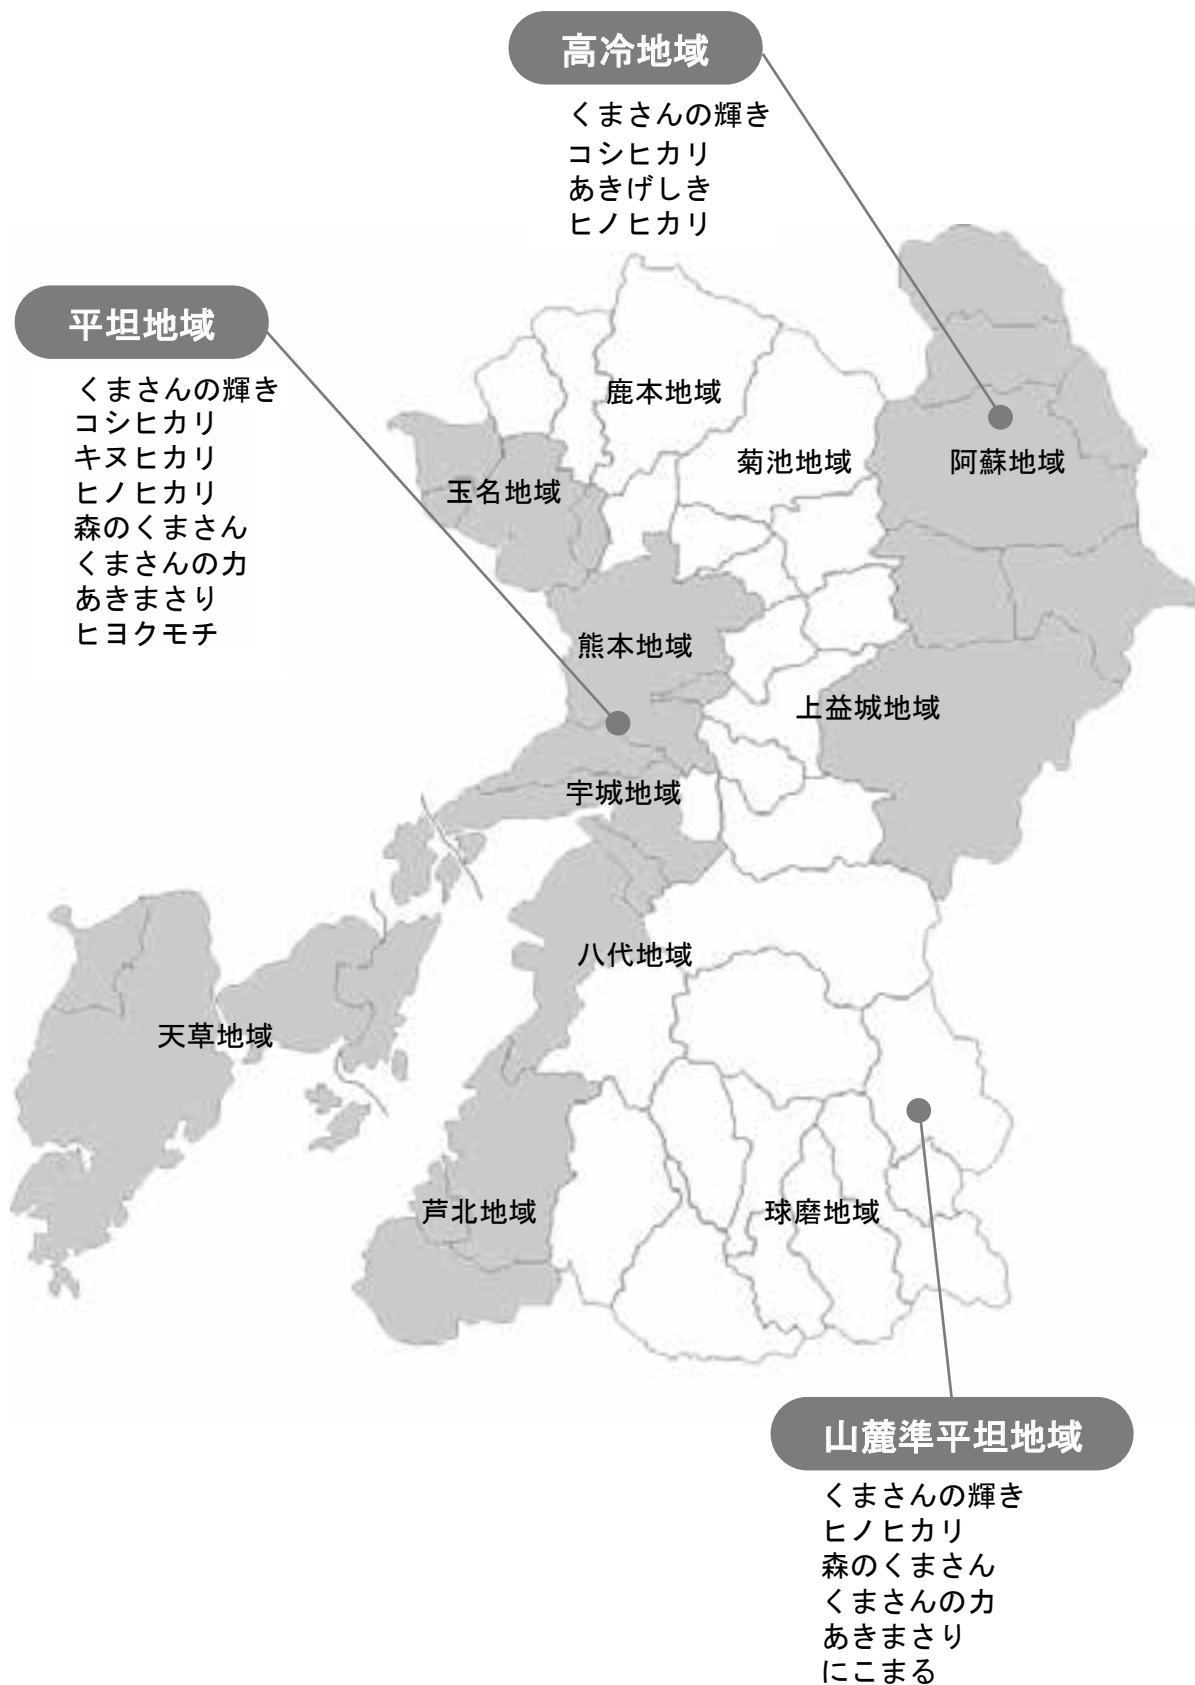 高冷地域
くまさんの輝き
コシヒカリ
あきげしき
ヒノヒカリ
平坦地域
くまさんの輝き
コシヒカリ
キヌヒカリ
ヒノヒカリ
森のくまさん
くまさんの力
あきまさり
ヒヨクモチ
鹿本地域
菊池地域
阿蘇地域
玉名地域
熊本地域
上益城地域
宇城地域
八代地域
天草地域
芦北地域
球磨地域
山麓準平坦地域
くまさんの輝き
ヒノヒカリ
森のくまさん
くまさんの力
あきまさり
にこまる